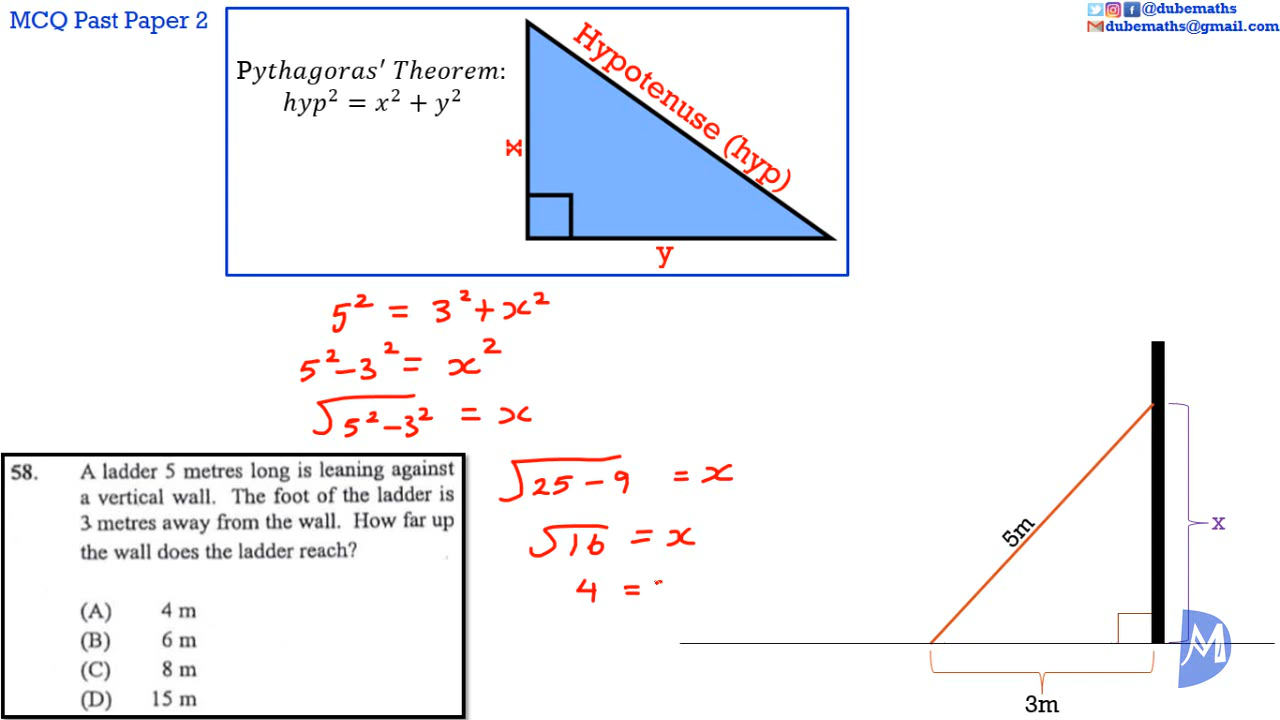 MCQ Past Paper 2
@dubemaths
dubemaths@gmail.com
Pythagoras' Theorem:
hyp² = x² + y²
Hypotenuse (hyp)
x
y
5² = 3² + x²
5² - 3² = x²
√5² - 3² = x
√25 - 9 = x
√16 = x
4 =
58. A ladder 5 metres long is leaning against
a vertical wall. The foot of the ladder is
3 metres away from the wall. How far up
the wall does the ladder reach?
(A) 4 m
(B) 6 m
(C) 8 m
(D) 15 m
5m
x
3m
M